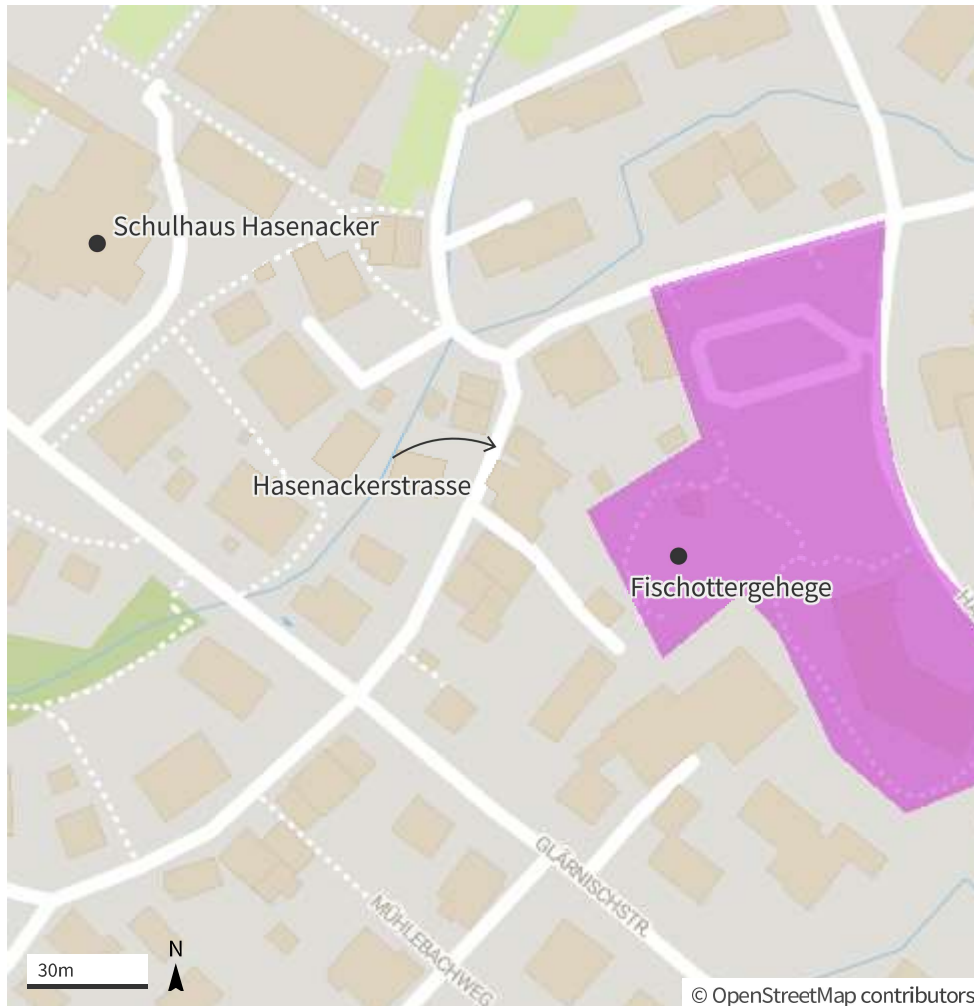 Schulhaus Hasenacker
Hasenackerstrasse
Fischottergehege
GLÄRNISCHSTR.
MÜHLEBACHWEG
N
30m
© OpenStreetMap contributors